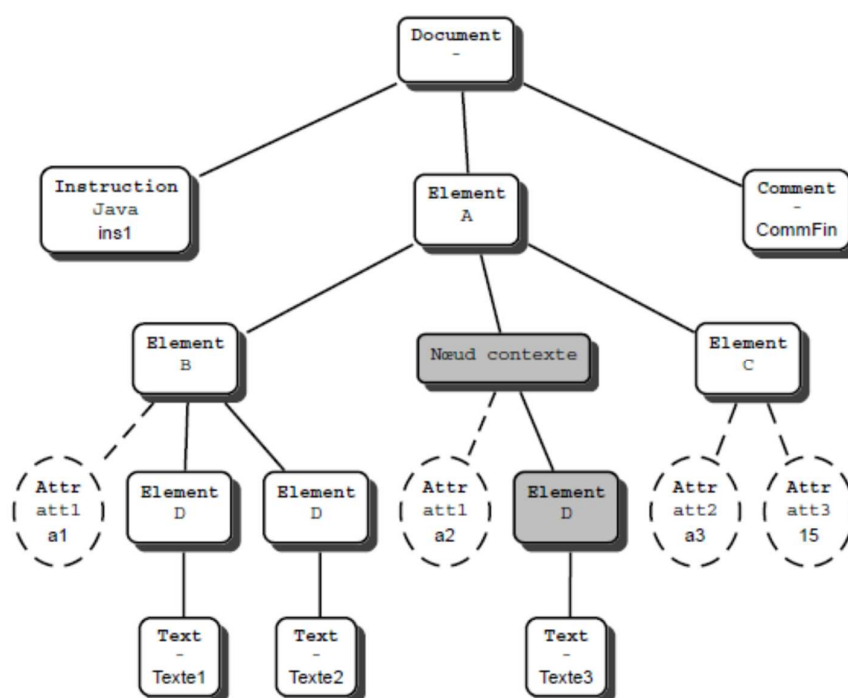 Document
-
Instruction
Java
ins1
Element
A
Comment
-
CommFin
Element
B
Nœud contexte
Element
C
Attr
att1
a1
Element
D
Element
D
Attr
att1
a2
Element
D
Attr
att2
a3
Attr
att3
15
Text
-
Texte1
Text
-
Texte2
Text
-
Texte3